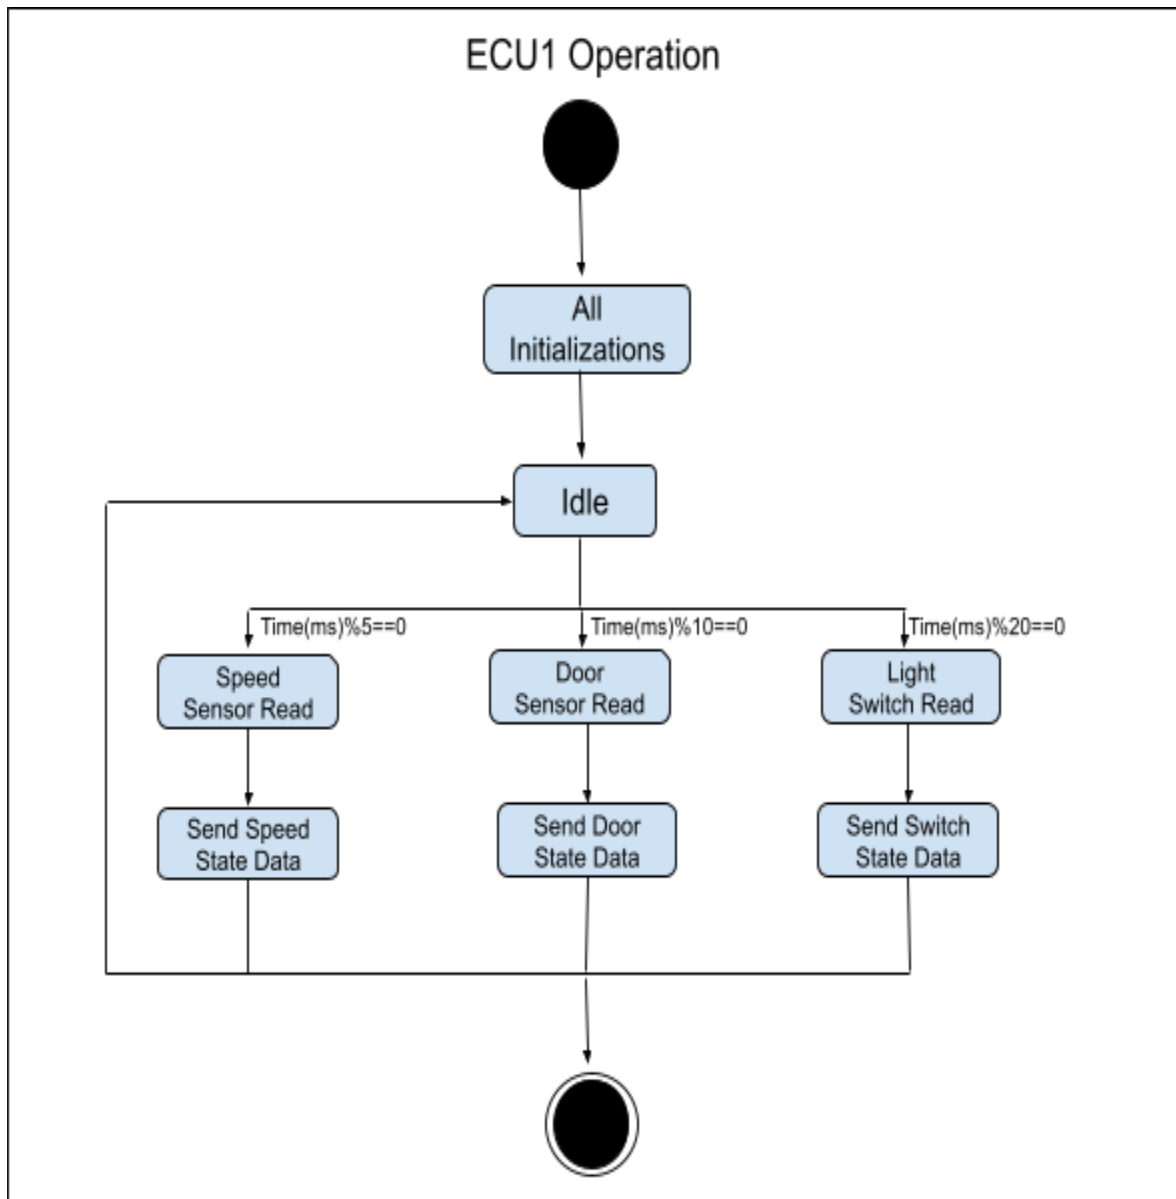 ECU1 Operation
All
Initializations
Idle
Time(ms)%5==0
Time(ms)%10==0
Time(ms)%20==0
Speed
Sensor Read
Door
Sensor Read
Light
Switch Read
Send Speed
State Data
Send Door
State Data
Send Switch
State Data